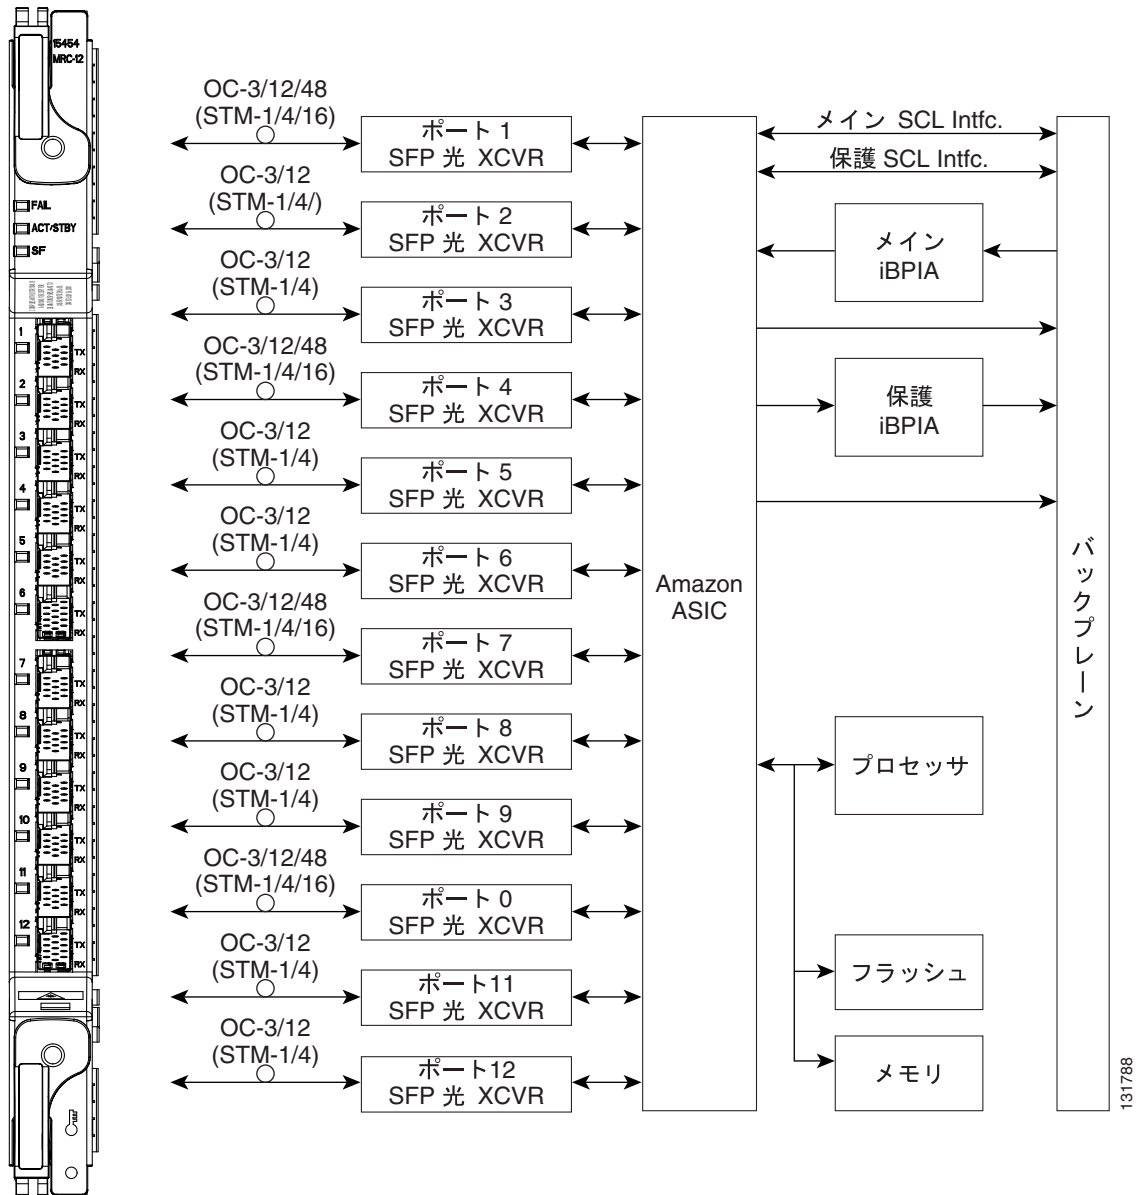 15454
MRC-12
FAIL
ACT/STBY
SF
1
TX
RX
2
TX
RX
3
TX
RX
4
TX
RX
5
TX
RX
6
TX
RX
7
TX
RX
8
TX
RX
9
TX
RX
10
TX
RX
11
TX
RX
12
TX
RX
OC-3/12/48
(STM-1/4/16)
ポート 1
SFP 光 XCVR
OC-3/12
(STM-1/4/)
ポート 2
SFP 光 XCVR
OC-3/12
(STM-1/4)
ポート 3
SFP 光 XCVR
OC-3/12/48
(STM-1/4/16)
ポート 4
SFP 光 XCVR
OC-3/12
(STM-1/4)
ポート 5
SFP 光 XCVR
OC-3/12
(STM-1/4)
ポート 6
SFP 光 XCVR
OC-3/12/48
(STM-1/4/16)
ポート 7
SFP 光 XCVR
OC-3/12
(STM-1/4)
ポート 8
SFP 光 XCVR
OC-3/12
(STM-1/4)
ポート 9
SFP 光 XCVR
OC-3/12/48
(STM-1/4/16)
ポート 0
SFP 光 XCVR
OC-3/12
(STM-1/4)
ポート11
SFP 光 XCVR
OC-3/12
(STM-1/4)
ポート12
SFP 光 XCVR
Amazon
ASIC
メイン SCL Intfc.
保護 SCL Intfc.
メイン
iBPIA
保護
iBPIA
プロセッサ
フラッシュ
メモリ
バックプレーン
131788